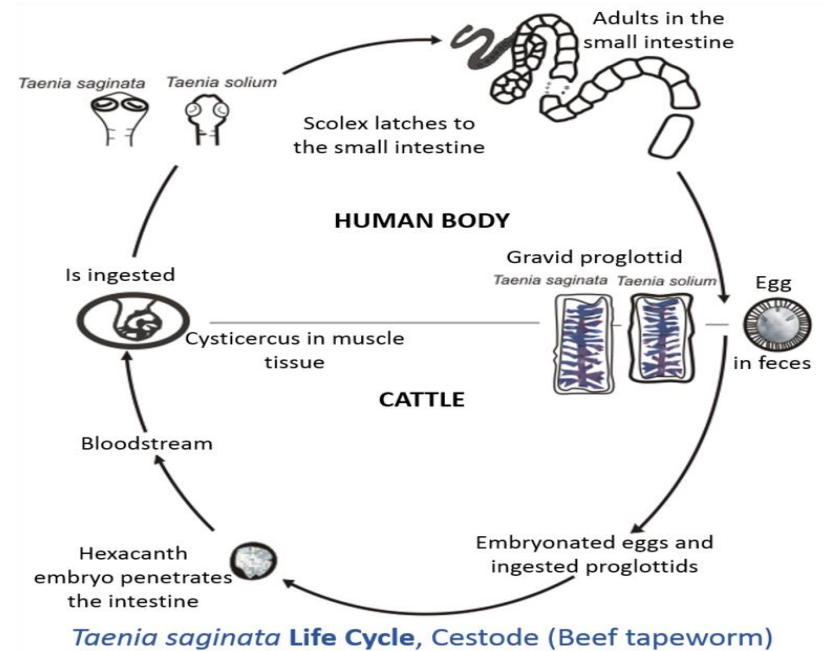 Adults in the
small intestine
Taenia saginata
Taenia solium
Scolex latches to
the small intestine
HUMAN BODY
Gravid proglottid
Taenia saginata
Taenia solium
Egg
in feces
Is ingested
Cysticercus in muscle
tissue
CATTLE
Bloodstream
Embryonated eggs and
ingested proglottids
Hexacanth
embryo penetrates
the intestine
Taenia saginata Life Cycle, Cestode (Beef tapeworm)